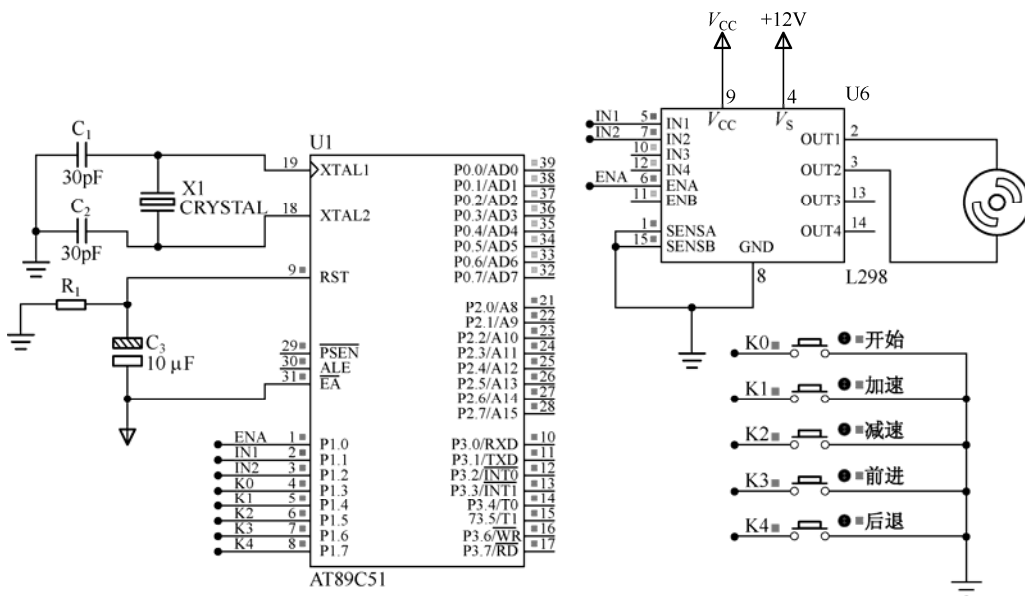 C1
30pF
X1
CRYSTAL
C2
30pF
R1
C3
10 μF
U1
19 XTAL1
18 XTAL2
9 RST
29 PSEN
30 ALE
31 EA
ENA 1 P1.0
IN1 2 P1.1
IN2 3 P1.2
K0 4 P1.3
K1 5 P1.4
K2 6 P1.5
K3 7 P1.6
K4 8 P1.7
P0.0/AD0 39
P0.1/AD1 38
P0.2/AD2 37
P0.3/AD3 36
P0.4/AD4 35
P0.5/AD5 34
P0.6/AD6 33
P0.7/AD7 32
P2.0/A8 21
P2.1/A9 22
P2.2/A10 23
P2.3/A11 24
P2.4/A12 25
P2.5/A13 26
P2.6/A14 27
P2.7/A15 28
P3.0/RXD 10
P3.1/TXD 11
P3.2/INT0 12
P3.3/INT1 13
P3.4/T0 14
73.5/T1 15
P3.6/WR 16
P3.7/RD 17
AT89C51
VCC +12V
9 4 U6
VCC VS
IN1 5 IN1
IN2 7 IN2
10 IN3
12 IN4
ENA 6 ENA
11 ENB
1 SENSA
15 SENSB
GND
8
OUT1 2
OUT2 3
OUT3 13
OUT4 14
L298
K0 开始
K1 加速
K2 减速
K3 前进
K4 后退